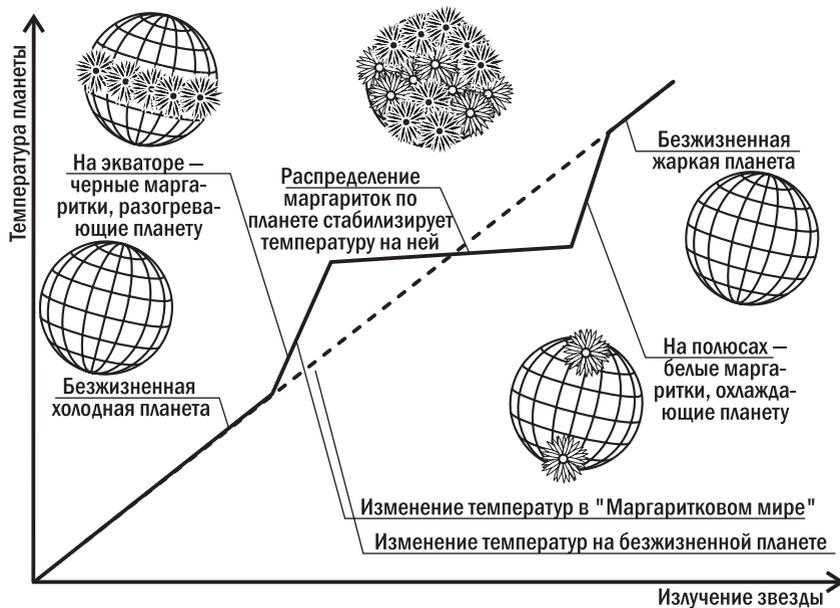 Температура планеты
На экваторе —
черные марга-
ритки, разогрева-
ющие планету
Распределение
маргариток по
планете стабилизирует
температуру на ней
Безжизненная
жаркая планета
Безжизненная
холодная планета
На полюсах —
белые марга-
ритки, охлажда-
ющие планету
Изменение температур в "Маргаритковом мире"
Изменение температур на безжизненной планете
Излучение звезды